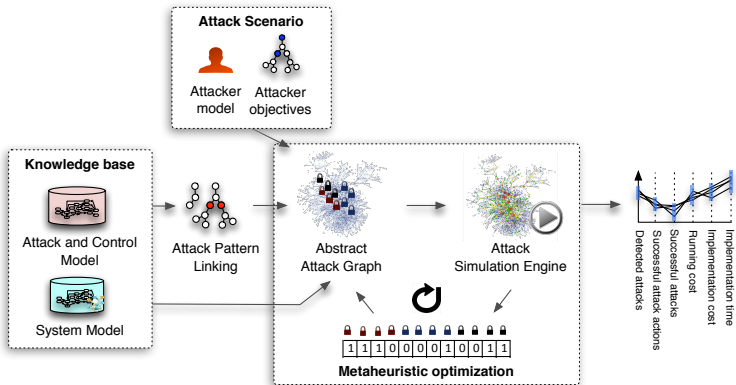 Attack Scenario
Attacker
model
Attacker
objectives
Knowledge base
Attack and Control
Model
System Model
Attack Pattern
Linking
Abstract
Attack Graph
Attack
Simulation Engine
1 1 1 0 0 0 0 1 0 1 1
Metaheuristic optimization
Detected attacks
Successful attack actions
Successful attacks
Running cost
Implementation cost
Implementation time